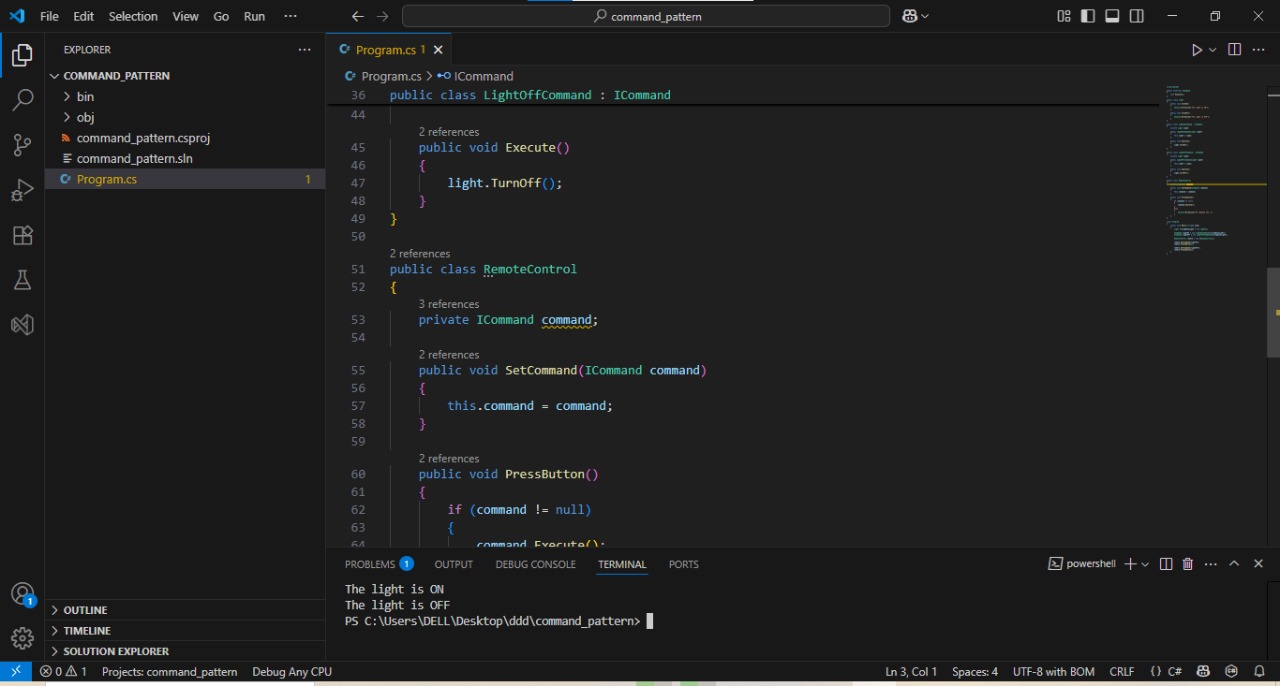 File Edit Selection View Go Run ··· command_pattern
EXPLORER ···
COMMAND_PATTERN
bin
obj
command_pattern.csproj
command_pattern.sln
Program.cs 1
OUTLINE
TIMELINE
SOLUTION EXPLORER
Program.cs 1
Program.cs > ICommand
36 public class LightOffCommand : ICommand
44
2 references
45 public void Execute()
46 {
47 light.TurnOff();
48 }
49 }
50
2 references
51 public class RemoteControl
52 {
3 references
53 private ICommand command;
54
2 references
55 public void SetCommand(ICommand command)
56 {
57 this.command = command;
58 }
59
2 references
60 public void PressButton()
61 {
62 if (command != null)
63 {
64 command.Execute();
PROBLEMS 1 OUTPUT DEBUG CONSOLE TERMINAL PORTS powershell
The light is ON
The light is OFF
PS C:\Users\DELL\Desktop\ddd\command_pattern>
1
0 1 Projects: command_pattern Debug Any CPU Ln 3, Col 1 Spaces: 4 UTF-8 with BOM CRLF {} C#